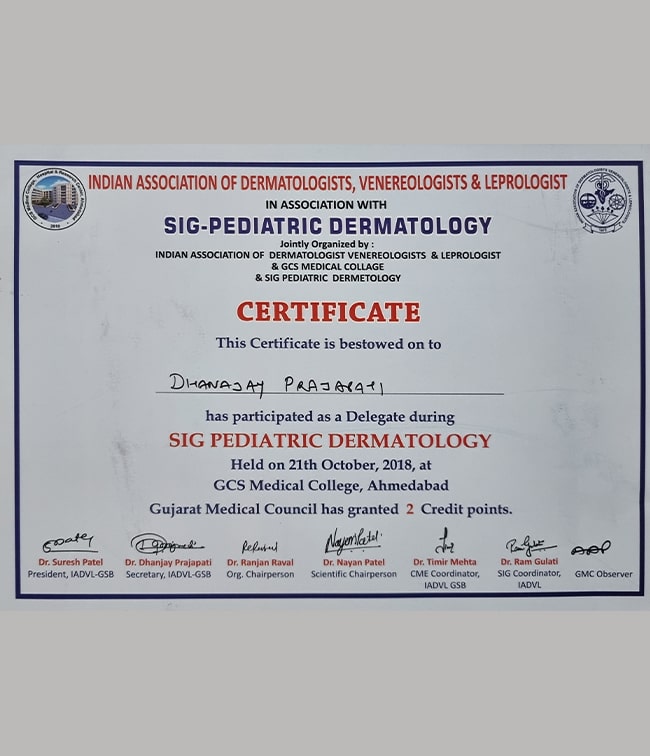 INDIAN ASSOCIATION OF DERMATOLOGISTS, VENEREOLOGISTS & LEPROLOGIST
IN ASSOCIATION WITH
SIG-PEDIATRIC DERMATOLOGY
Jointly Organized by :
INDIAN ASSOCIATION OF DERMATOLOGIST VENEREOLOGISTS & LEPROLOGIST
& GCS MEDICAL COLLAGE
& SIG PEDIATRIC DERMETOLOGY
CERTIFICATE
This Certificate is bestowed on to
DHANAJAY PRAJAPATI
has participated as a Delegate during
SIG PEDIATRIC DERMATOLOGY
Held on 21th October, 2018, at
GCS Medical College, Ahmedabad
Gujarat Medical Council has granted 2 Credit points.
Dr. Suresh Patel Dr. Dhanjay Prajapati Dr. Ranjan Raval Dr. Nayan Patel Dr. Timir Mehta Dr. Ram Gulati
President, IADVL-GSB Secretary, IADVL-GSB Org. Chairperson Scientific Chairperson CME Coordinator, SIG Coordinator, GMC Observer
IADVL GSB IADVL